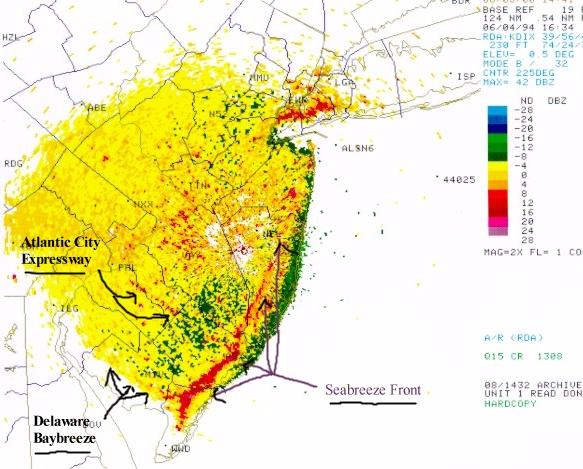 BASE REF 19
124 NM .54 NM
06/04/94 16:34
RDA:KDIX 39/56/
230 FT 74/24/
ELEV= 0.5 DEG
MODE B / 32
CNTR 225DEG
MAX= 42 DBZ
ND DBZ
-28
-24
-20
-16
-12
-8
-4
0
4
8
12
16
20
24
28
MAG=2X FL= 1 CO
A/R (RDA)
Q15 CR 1308
08/1432 ARCHIVE
UNIT 1 READ DON
HARDCOPY
HZL
MMU
LGA
ISP
EWR
ABE
ALSN6
RDG
44025
NXX
Atlantic City
Expressway
PHL
ILG
Seabreeze Front
Delaware
Baybreeze
WWD